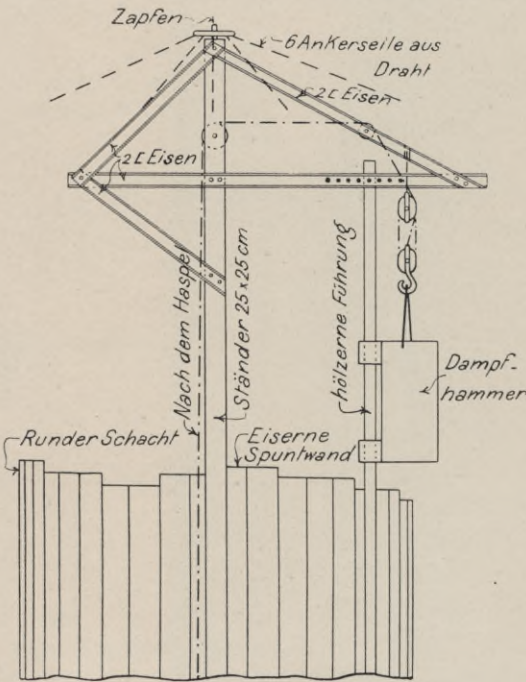 Zapfen
6 Ankerseile aus
Draht
2 [ Eisen
2 [ Eisen
Nach dem Haspel
Ständer 25 x 25 cm
hölzerne Führung
Dampf-
hammer
Runder Schacht
Eiserne
Spuntwand